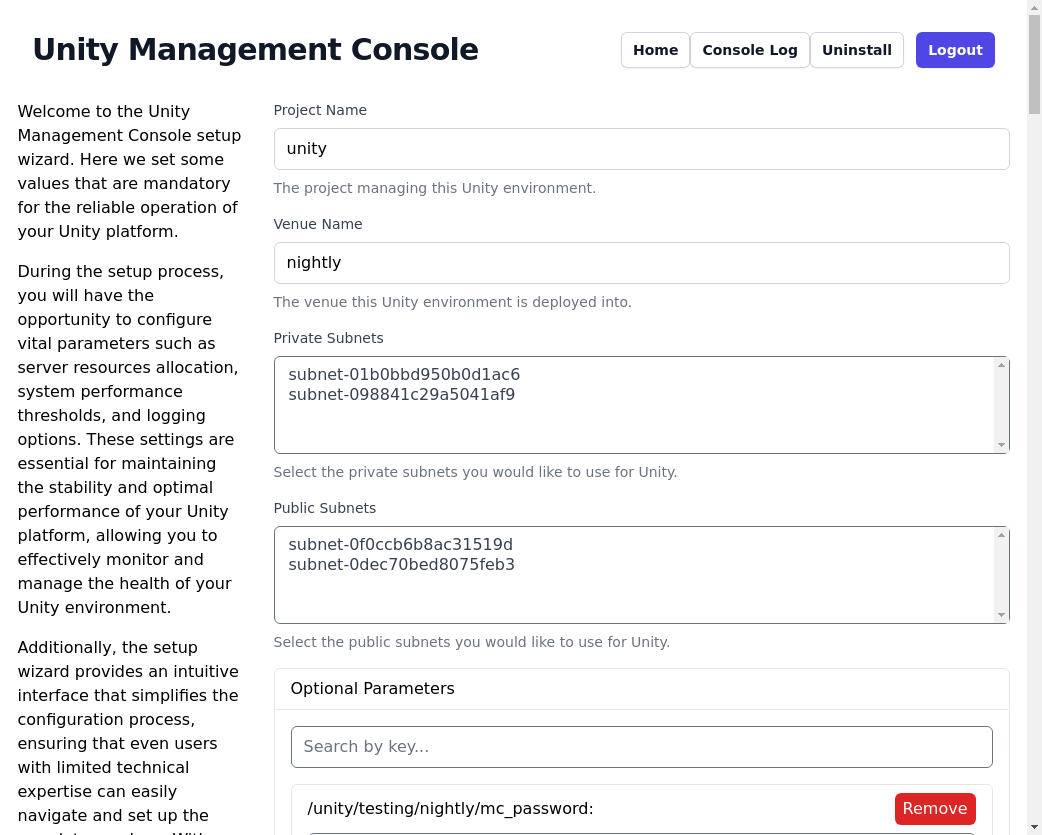 Unity Management Console
Home
Console Log
Uninstall
Logout
Welcome to the Unity
Management Console setup
wizard. Here we set some
values that are mandatory
for the reliable operation of
your Unity platform.
During the setup process,
you will have the
opportunity to configure
vital parameters such as
server resources allocation,
system performance
thresholds, and logging
options. These settings are
essential for maintaining
the stability and optimal
performance of your Unity
platform, allowing you to
effectively monitor and
manage the health of your
Unity environment.
Additionally, the setup
wizard provides an intuitive
interface that simplifies the
configuration process,
ensuring that even users
with limited technical
expertise can easily
navigate and set up the
Project Name
unity
The project managing this Unity environment.
Venue Name
nightly
The venue this Unity environment is deployed into.
Private Subnets
subnet-01b0bbd950b0d1ac6
subnet-098841c29a5041af9
Select the private subnets you would like to use for Unity.
Public Subnets
subnet-0f0ccb6b8ac31519d
subnet-0dec70bed8075feb3
Select the public subnets you would like to use for Unity.
Optional Parameters
Search by key...
/unity/testing/nightly/mc_password:
Remove